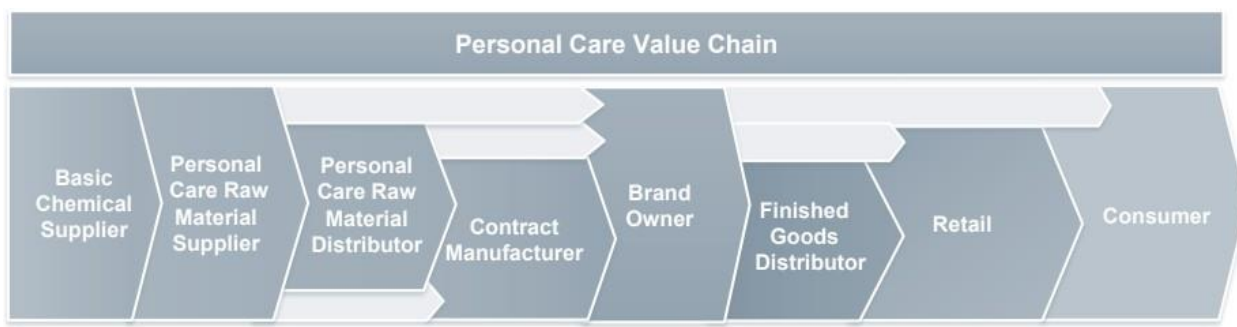 Personal Care Value Chain
Basic
Chemical
Supplier
Personal
Care Raw
Material
Supplier
Personal
Care Raw
Material
Distributor
Contract
Manufacturer
Brand
Owner
Finished
Goods
Distributor
Retail
Consumer